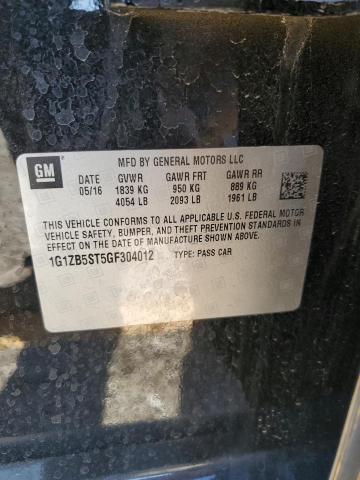 GM
MFD BY GENERAL MOTORS LLC
DATE GVWR GAWR FRT GAWR RR
05/16 1839 KG 950 KG 889 KG
4054 LB 2093 LB 1961 LB
THIS VEHICLE CONFORMS TO ALL APPLICABLE U.S. FEDERAL MOTOR
VEHICLE SAFETY, BUMPER, AND THEFT PREVENTION STANDARDS IN
EFFECT ON THE DATE OF MANUFACTURE SHOWN ABOVE.
1G1ZB5ST5GF304012 TYPE: PASS CAR